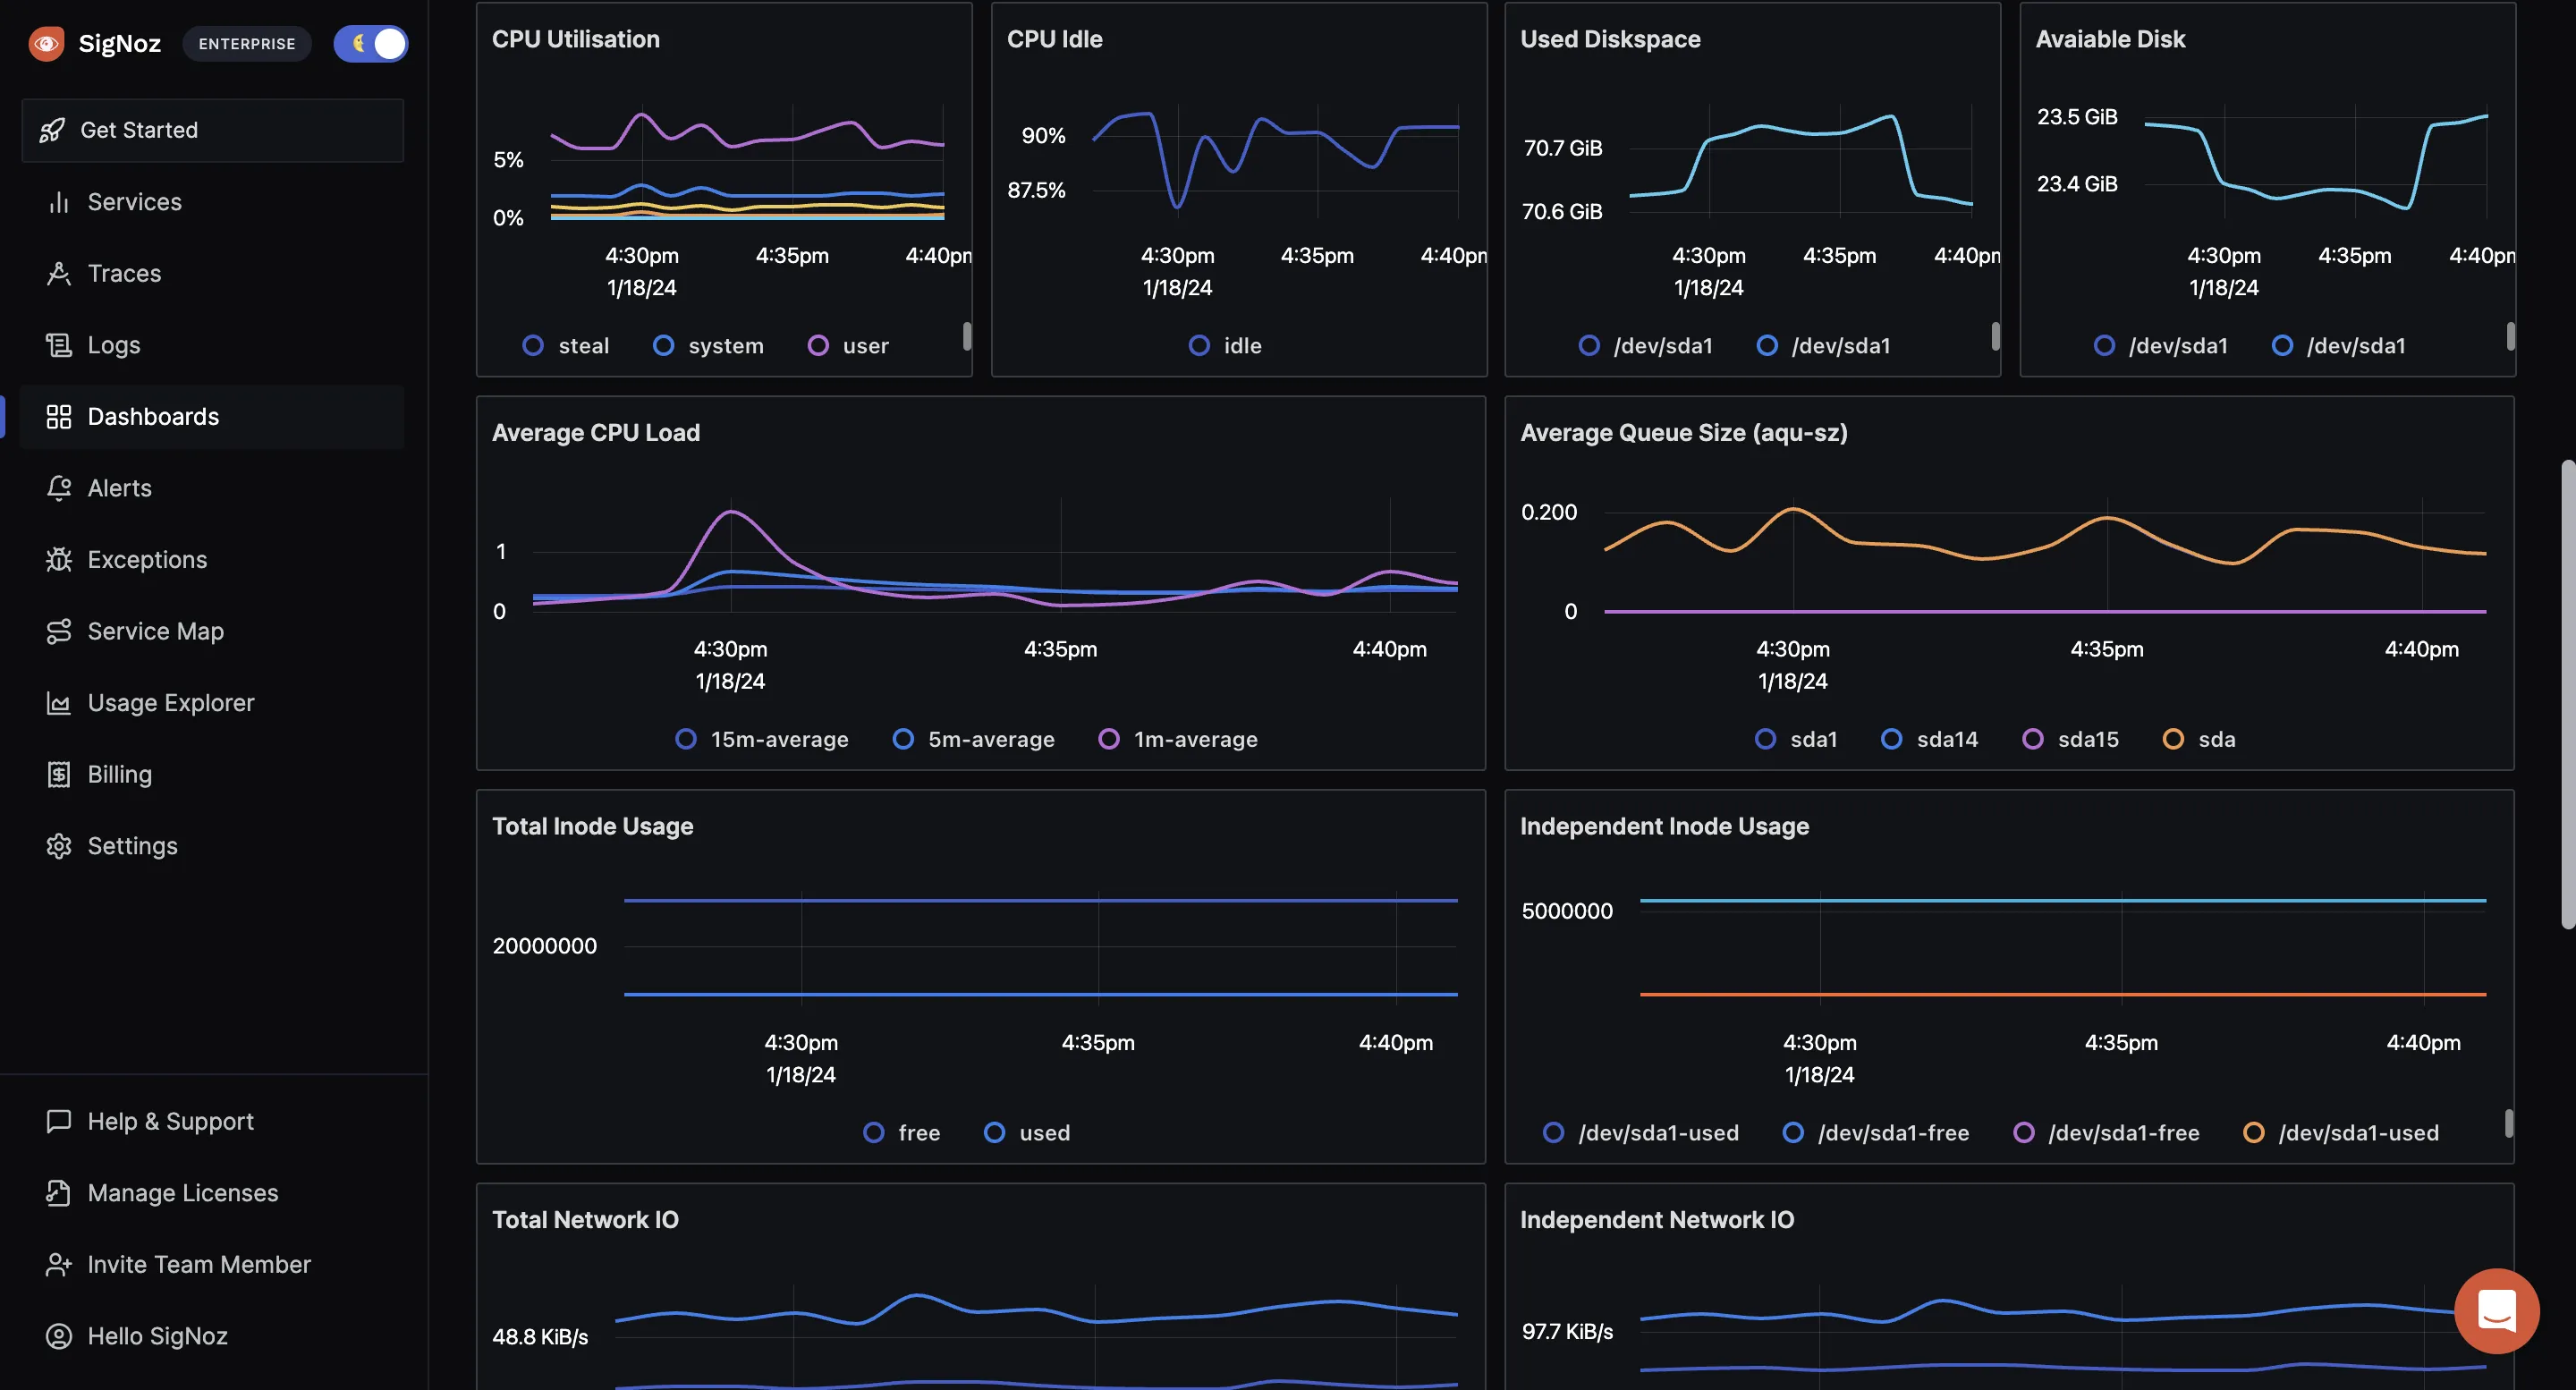 SigNoz ENTERPRISE
Get Started
Services
Traces
Logs
Dashboards
Alerts
Exceptions
Service Map
Usage Explorer
Billing
Settings
Help & Support
Manage Licenses
Invite Team Member
Hello SigNoz
CPU Utilisation
5%
0%
4:30pm 4:35pm 4:40pm
1/18/24
steal system user
CPU Idle
90%
87.5%
4:30pm 4:35pm 4:40pm
1/18/24
idle
Used Diskspace
70.7 GiB
70.6 GiB
4:30pm 4:35pm 4:40pm
1/18/24
/dev/sda1 /dev/sda1
Avaiable Disk
23.5 GiB
23.4 GiB
4:30pm 4:35pm 4:40pm
1/18/24
/dev/sda1 /dev/sda1
Average CPU Load
1
0
4:30pm 4:35pm 4:40pm
1/18/24
15m-average 5m-average 1m-average
Average Queue Size (aqu-sz)
0.200
0
4:30pm 4:35pm 4:40pm
1/18/24
sda1 sda14 sda15 sda
Total Inode Usage
20000000
4:30pm 4:35pm 4:40pm
1/18/24
free used
Independent Inode Usage
5000000
4:30pm 4:35pm 4:40pm
1/18/24
/dev/sda1-used /dev/sda1-free /dev/sda1-free /dev/sda1-used
Total Network IO
48.8 KiB/s
Independent Network IO
97.7 KiB/s